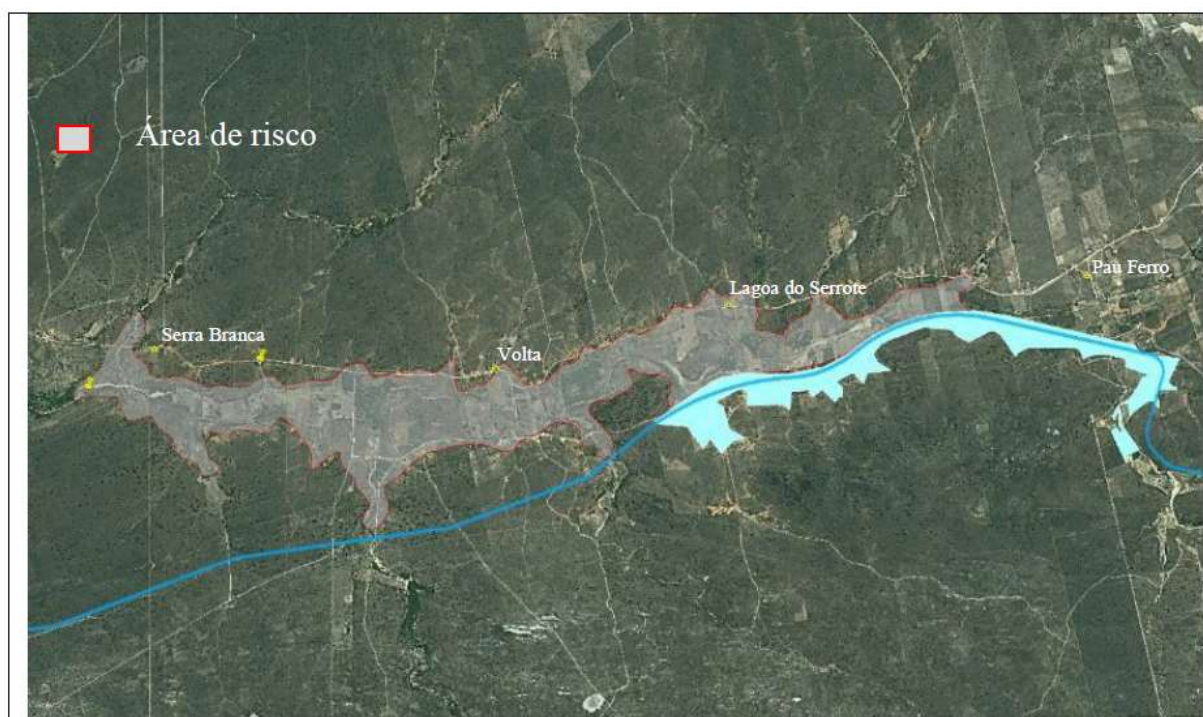 Área de risco
Pau Ferro
Lagoa do Serrote
Serra Branca
Volta